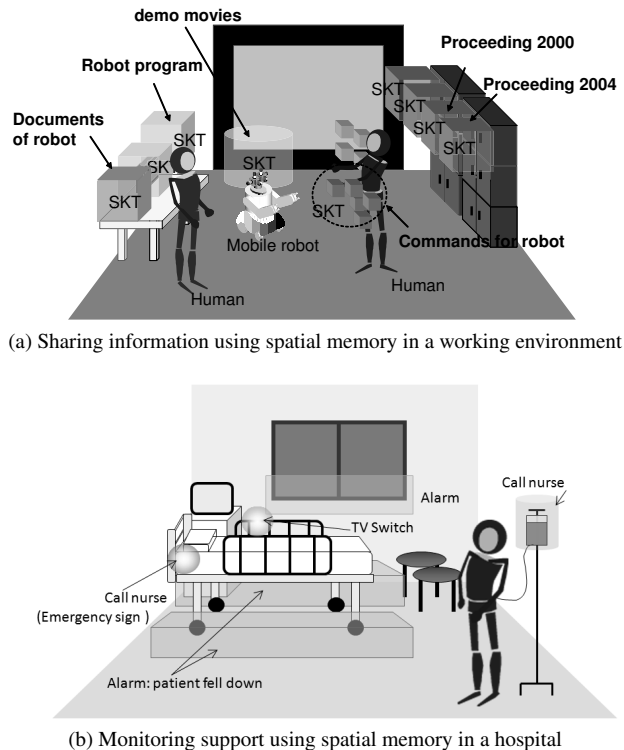 demo movies
Proceeding 2000
Robot program
Proceeding 2004
SKT
SKT
Documents
of robot
SKT
SKT
SKT
SKT
SKT
SKT
SKT
SKT
Commands for robot
Mobile robot
Human
Human
(a) Sharing information using spatial memory in a working environment
Call nurse
Alarm
TV Switch
Call nurse
(Emergency sign )
Alarm: patient fell down
(b) Monitoring support using spatial memory in a hospital